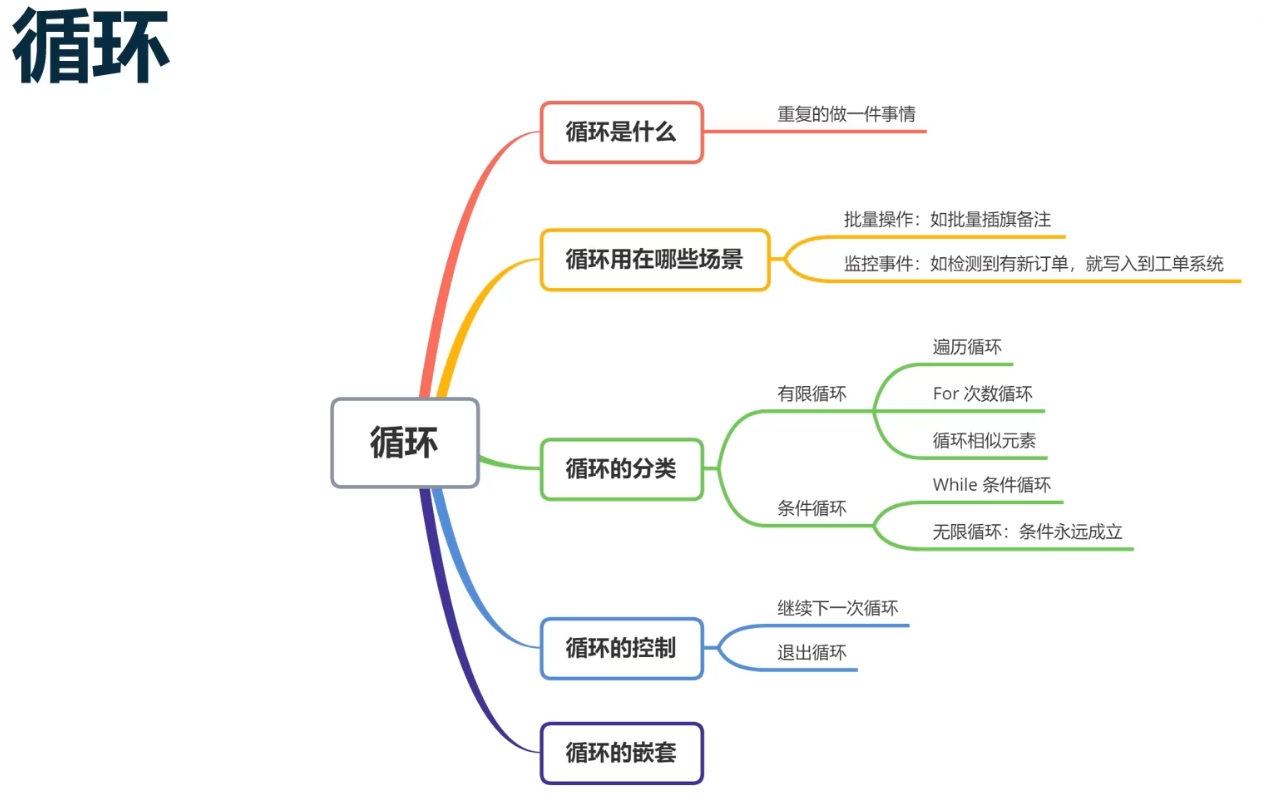 循环
循环是什么
重复的做一件事情
循环用在哪些场景
批量操作：如批量插旗备注
监控事件：如检测到有新订单，就写入到工单系统
循环
循环的分类
有限循环
遍历循环
For 次数循环
循环相似元素
条件循环
While 条件循环
无限循环：条件永远成立
循环的控制
继续下一次循环
退出循环
循环的嵌套